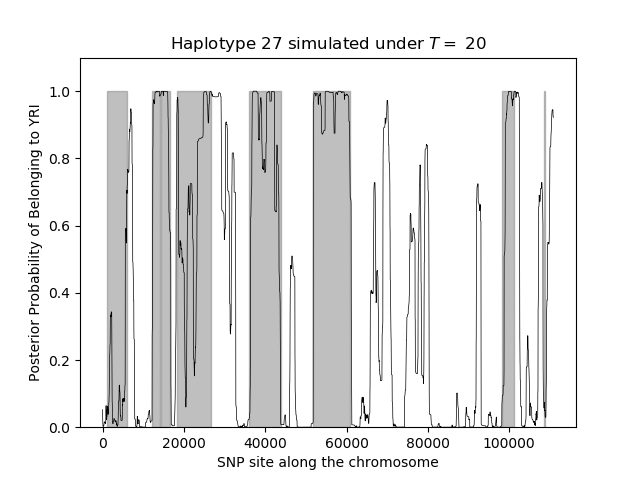 Haplotype 27 simulated under T = 20
Posterior Probability of Belonging to YRI
1.0
0.8
0.6
0.4
0.2
0.0
0 20000 40000 60000 80000 100000
SNP site along the chromosome